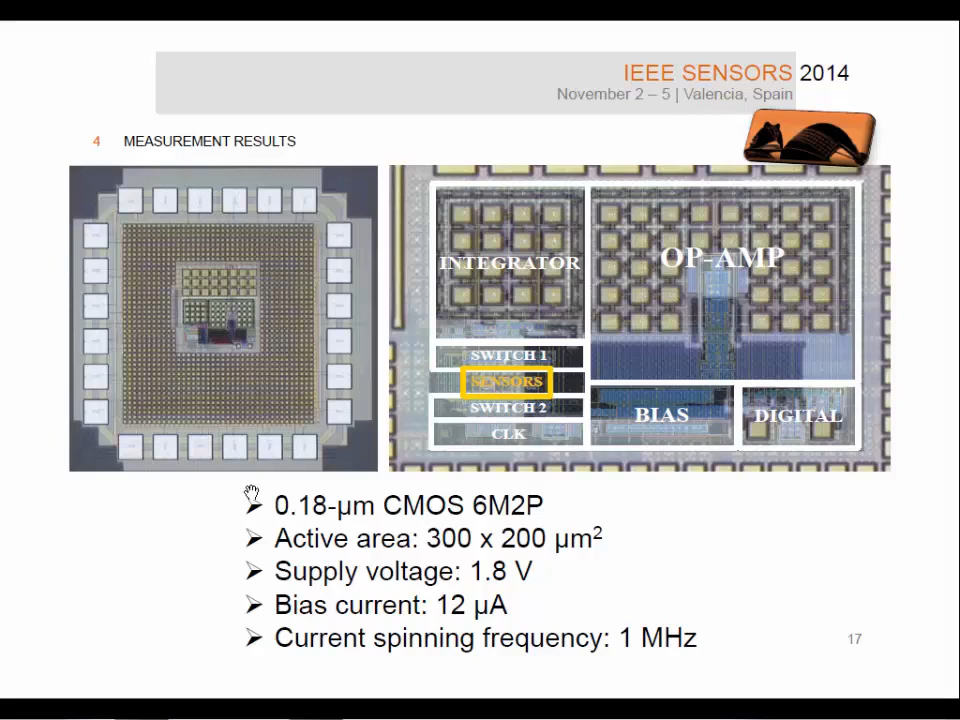 IEEE SENSORS 2014
November 2 – 5 | Valencia, Spain
4 MEASUREMENT RESULTS
INTEGRATOR
OP-AMP
SWITCH 1
SENSORS
SWITCH 2
CLK
BIAS
DIGITAL
➢ 0.18-µm CMOS 6M2P
➢ Active area: 300 x 200 µm²
➢ Supply voltage: 1.8 V
➢ Bias current: 12 µA
➢ Current spinning frequency: 1 MHz
17